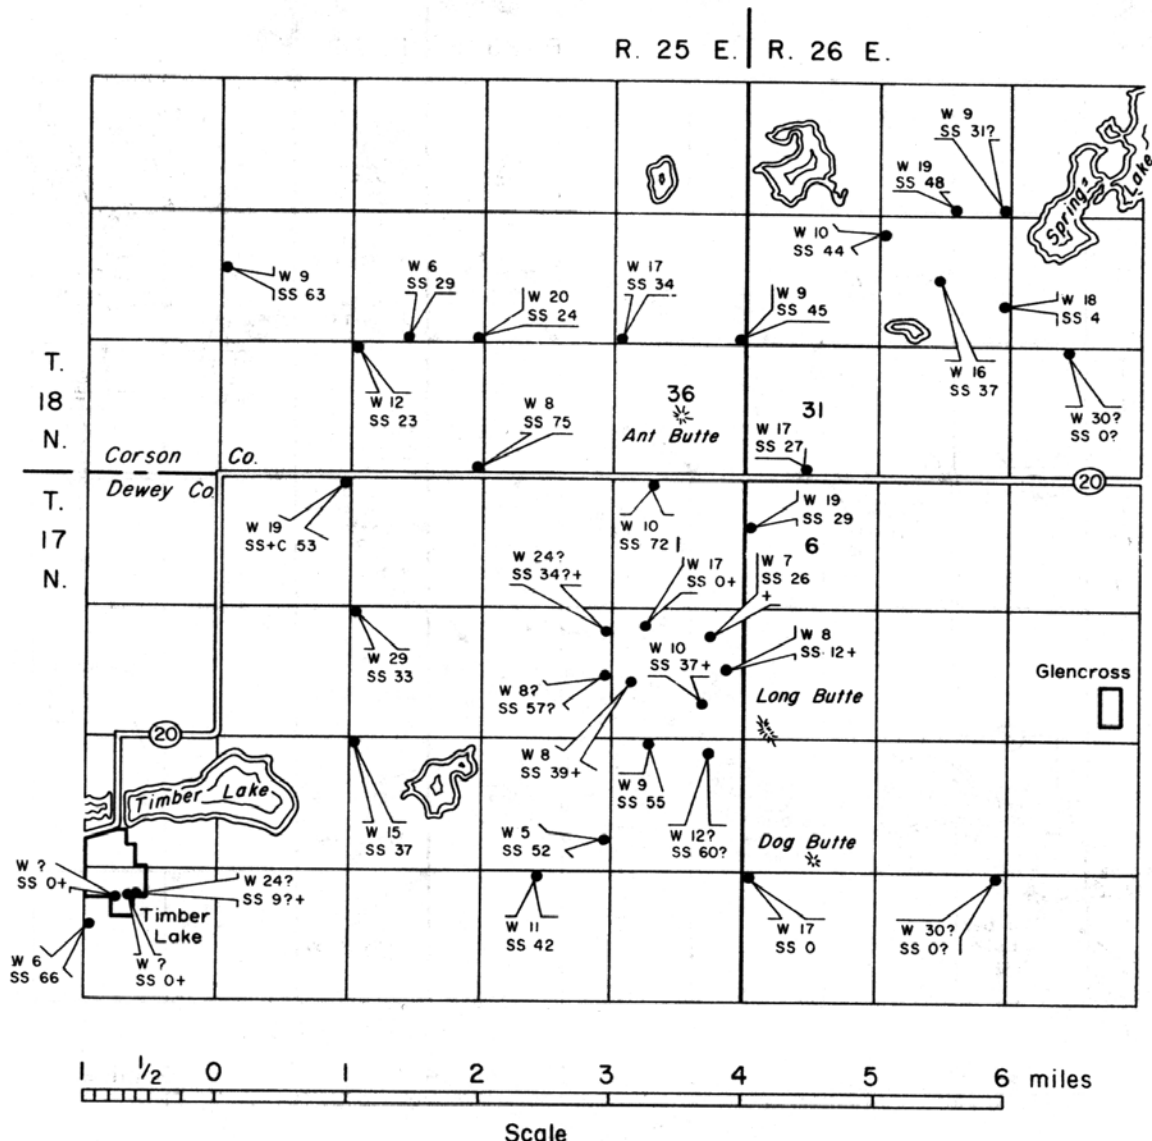 R. 25 E. R. 26 E.
W 9
SS 31?
W 19
SS 48
Spring Lake
W 10
SS 44
W 9
SS 63
W 6
SS 29
W 20
SS 24
W 17
SS 34
W 9
SS 45
W 18
SS 4
W 16
SS 37
W 12
SS 23
W 8
SS 75
36
Ant Butte
31
W 17
SS 27
W 30?
SS 0?
T.
18
N.
Corson Co.
Dewey Co.
20
T.
17
N.
W 19
SS+C 53
W 10
SS 72
1
W 19
SS 29
6
W 24?
SS 34?+
W 17
SS 0+
W 7
SS 26
+
W 29
SS 33
W 10
SS 37+
W 8
SS 12+
W 8?
SS 57?
Long Butte
Glencross
20
W 8
SS 39+
W 9
SS 55
Timber Lake
W 15
SS 37
W 5
SS 52
W 12?
SS 60?
Dog Butte
W ?
SS 0+
W 24?
SS 9?+
Timber
Lake
W 6
SS 66
W ?
SS 0+
W 11
SS 42
W 17
SS 0
W 30?
SS 0?
1 1/2 0 1 2 3 4 5 6 miles
Scale